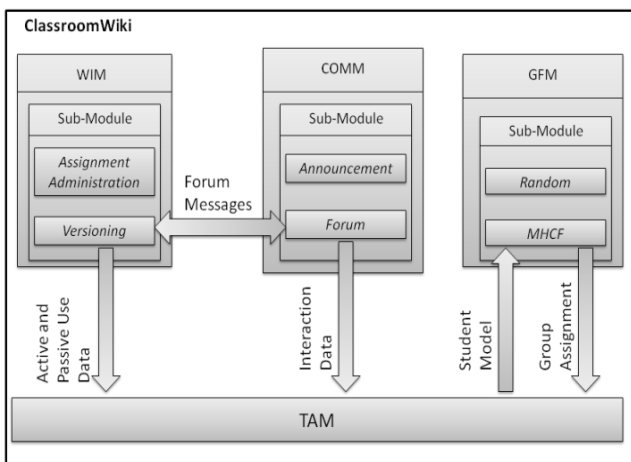 ClassroomWiki
WIM
Sub-Module
Assignment
Administration
Versioning
Forum
Messages
COMM
Sub-Module
Announcement
Forum
GFM
Sub-Module
Random
MHCF
Active and
Passive Use
Data
Interaction
Data
Student
Model
Group
Assignment
TAM